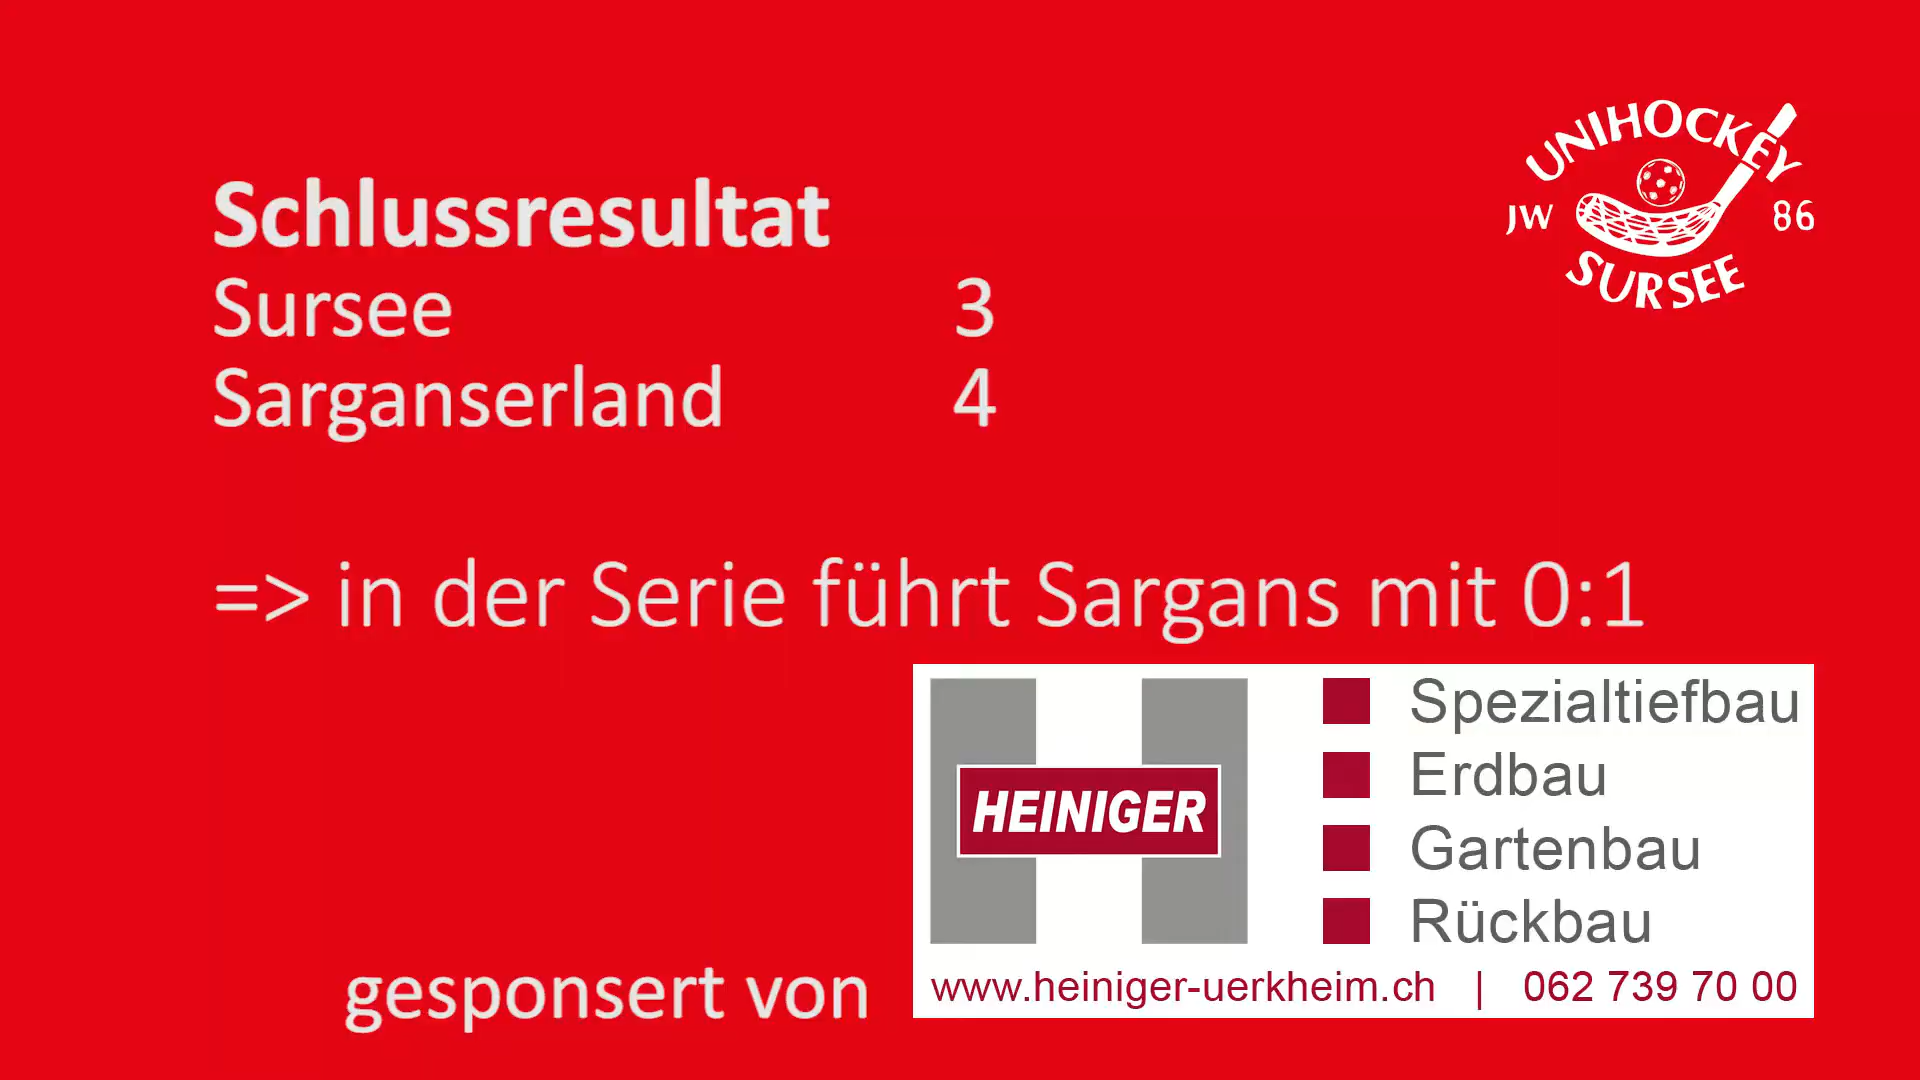 UNIHOCKEY
JW 86
SURSEE
Schlussresultat
Sursee 3
Sarganserland 4
=> in der Serie führt Sargans mit 0:1
gesponsert von
HEINIGER
Spezialtiefbau
Erdbau
Gartenbau
Rückbau
www.heiniger-uerkheim.ch | 062 739 70 00